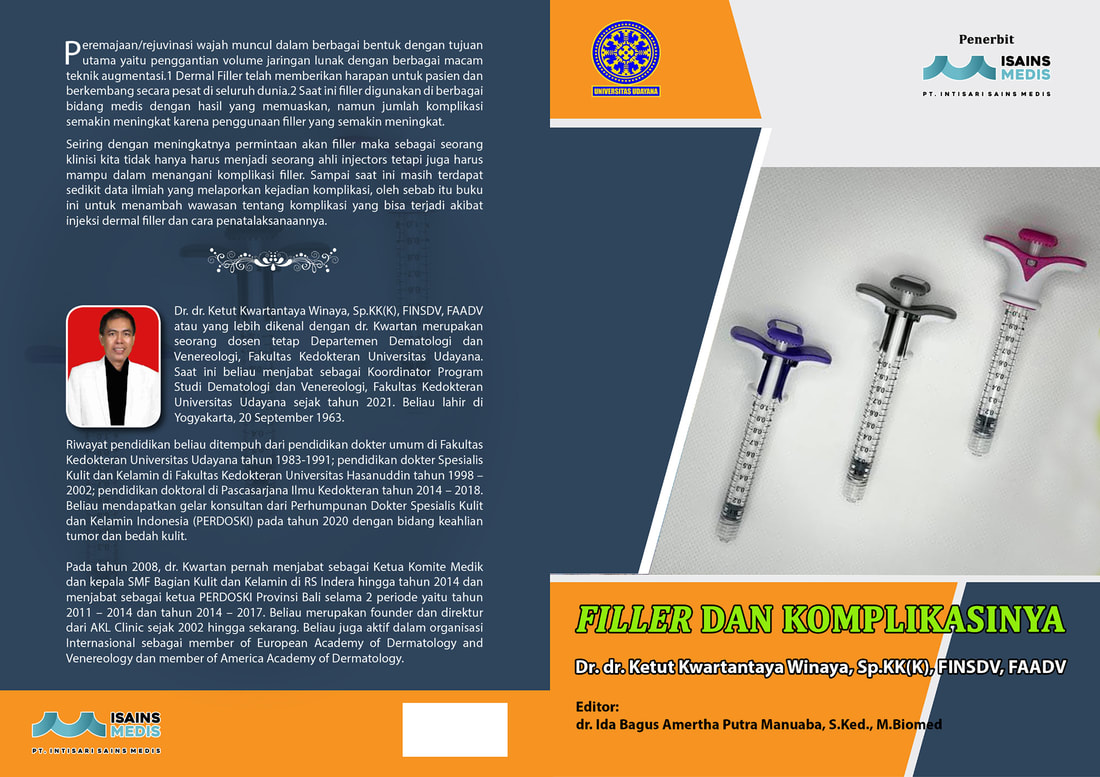 Peremajaan/rejuvinasi wajah muncul dalam berbagai bentuk dengan tujuan
utama yaitu penggantian volume jaringan lunak dengan berbagai macam
teknik augmentasi.1 Dermal Filler telah memberikan harapan untuk pasien dan
berkembang secara pesat di seluruh dunia.2 Saat ini filler digunakan di berbagai
bidang medis dengan hasil yang memuaskan, namun jumlah komplikasi
semakin meningkat karena penggunaan filler yang semakin meningkat.
Seiring dengan meningkatnya permintaan akan filler maka sebagai seorang
klinisi kita tidak hanya harus menjadi seorang ahli injectors tetapi juga harus
mampu dalam menangani komplikasi filler. Sampai saat ini masih terdapat
sedikit data ilmiah yang melaporkan kejadian komplikasi, oleh sebab itu buku
ini untuk menambah wawasan tentang komplikasi yang bisa terjadi akibat
injeksi dermal filler dan cara penatalaksanaannya.
Dr. dr. Ketut Kwartantaya Winaya, Sp.KK(K), FINSDV, FAADV
atau yang lebih dikenal dengan dr. Kwartan merupakan
seorang dosen tetap Departemen Dematologi dan
Venereologi, Fakultas Kedokteran Universitas Udayana.
Saat ini beliau menjabat sebagai Koordinator Program
Studi Dematologi dan Venereologi, Fakultas Kedokteran
Universitas Udayana sejak tahun 2021. Beliau lahir di
Yogyakarta, 20 September 1963.
Riwayat pendidikan beliau ditempuh dari pendidikan dokter umum di Fakultas
Kedokteran Universitas Udayana tahun 1983-1991; pendidikan dokter Spesialis
Kulit dan Kelamin di Fakultas Kedokteran Universitas Hasanuddin tahun 1998 –
2002; pendidikan doktoral di Pascasarjana Ilmu Kedokteran tahun 2014 – 2018.
Beliau mendapatkan gelar konsultan dari Perhumpunan Dokter Spesialis Kulit
dan Kelamin Indonesia (PERDOSKI) pada tahun 2020 dengan bidang keahlian
tumor dan bedah kulit.
Pada tahun 2008, dr. Kwartan pernah menjabat sebagai Ketua Komite Medik
dan kepala SMF Bagian Kulit dan Kelamin di RS Indera hingga tahun 2014 dan
menjabat sebagai ketua PERDOSKI Provinsi Bali selama 2 periode yaitu tahun
2011 – 2014 dan tahun 2014 – 2017. Beliau merupakan founder dan direktur
dari AKL Clinic sejak 2002 hingga sekarang. Beliau juga aktif dalam organisasi
Internasional sebagai member of European Academy of Dermatology and
Venereology dan member of America Academy of Dermatology.
ISAINS
MEDIS
PT. INTISARI SAINS MEDIS
UNIVERSITAS UDAYANA
Penerbit
ISAINS
MEDIS
PT. INTISARI SAINS MEDIS
FILLER DAN KOMPLIKASINYA
Dr. dr. Ketut Kwartantaya Winaya, Sp.KK(K), FINSDV, FAADV
Editor:
dr. Ida Bagus Amertha Putra Manuaba, S.Ked., M.Biomed